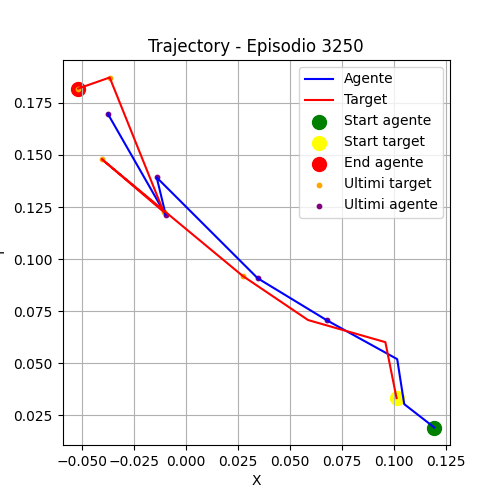 Trajectory - Episodio 3250
Agente
Target
Start agente
Start target
End agente
Ultimi target
Ultimi agente
0.175
0.150
0.125
0.100
0.075
0.050
0.025
−0.050 −0.025 0.000 0.025 0.050 0.075 0.100 0.125
X